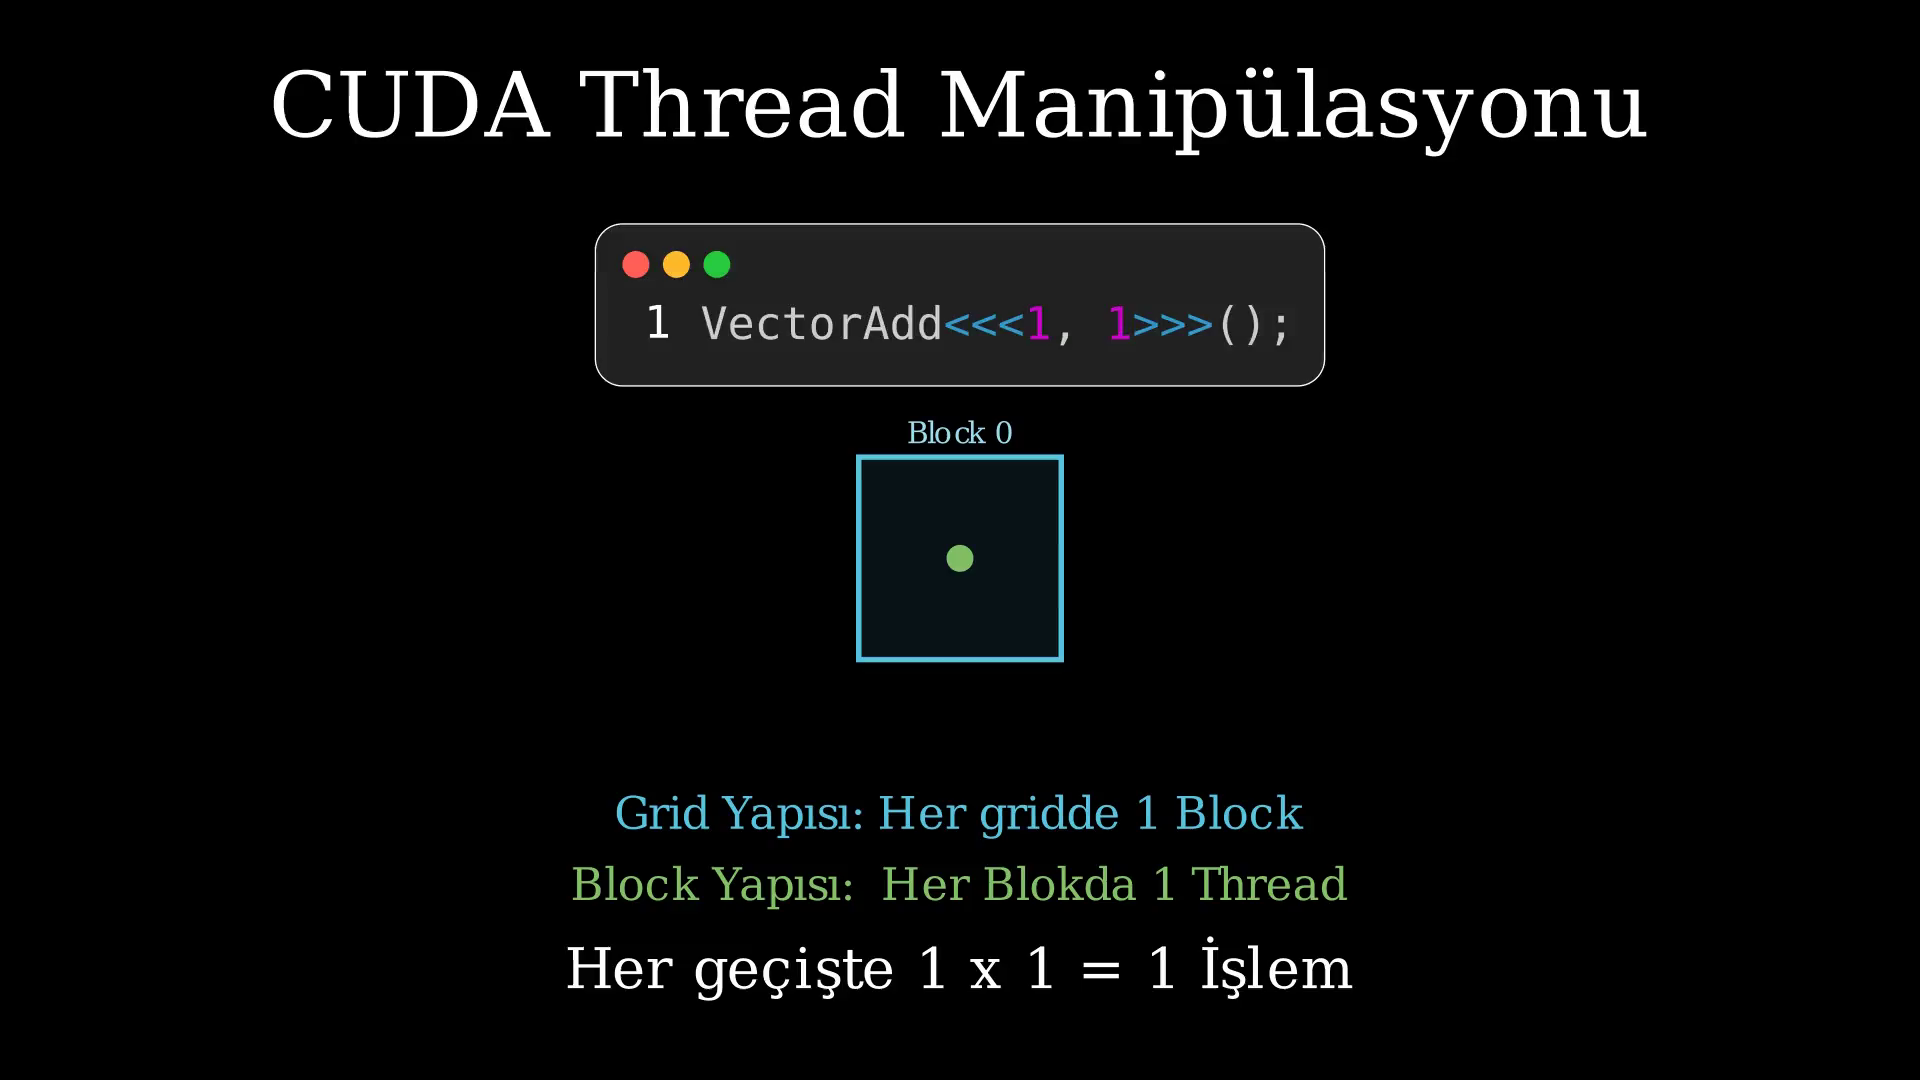 CUDA Thread Manipülasyonu
1 VectorAdd<<<1, 1>>>();
Block 0
Grid Yapısı: Her gridde 1 Block
Block Yapısı:  Her Blokda 1 Thread
Her geçişte 1 x 1 = 1 İşlem